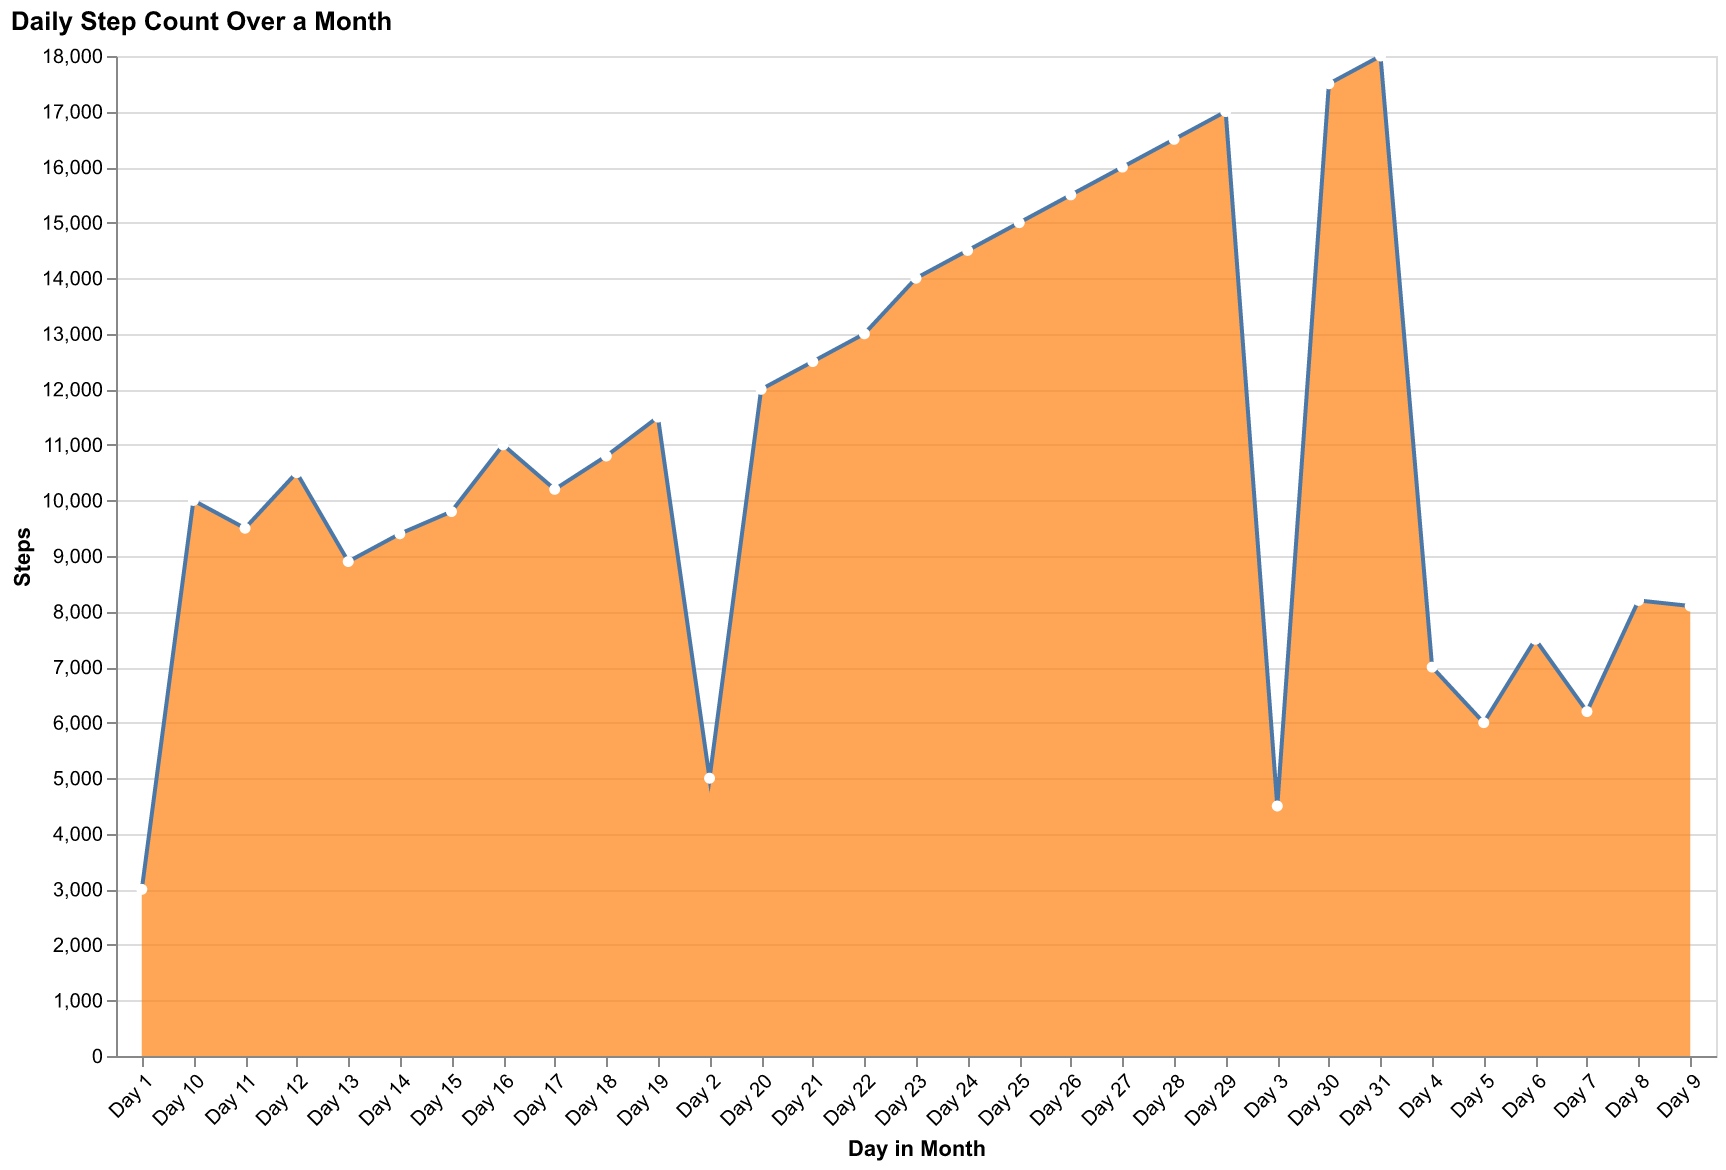 Daily Step Count Over a Month
18,000
17,000
16,000
15,000
14,000
13,000
12,000
11,000
10,000
9,000
8,000
7,000
6,000
5,000
4,000
3,000
2,000
1,000
0
Steps
Day 1
Day 10
Day 11
Day 12
Day 13
Day 14
Day 15
Day 16
Day 17
Day 18
Day 19
Day 2
Day 20
Day 21
Day 22
Day 23
Day 24
Day 25
Day 26
Day 27
Day 28
Day 29
Day 3
Day 30
Day 31
Day 4
Day 5
Day 6
Day 7
Day 8
Day 9
Day in Month